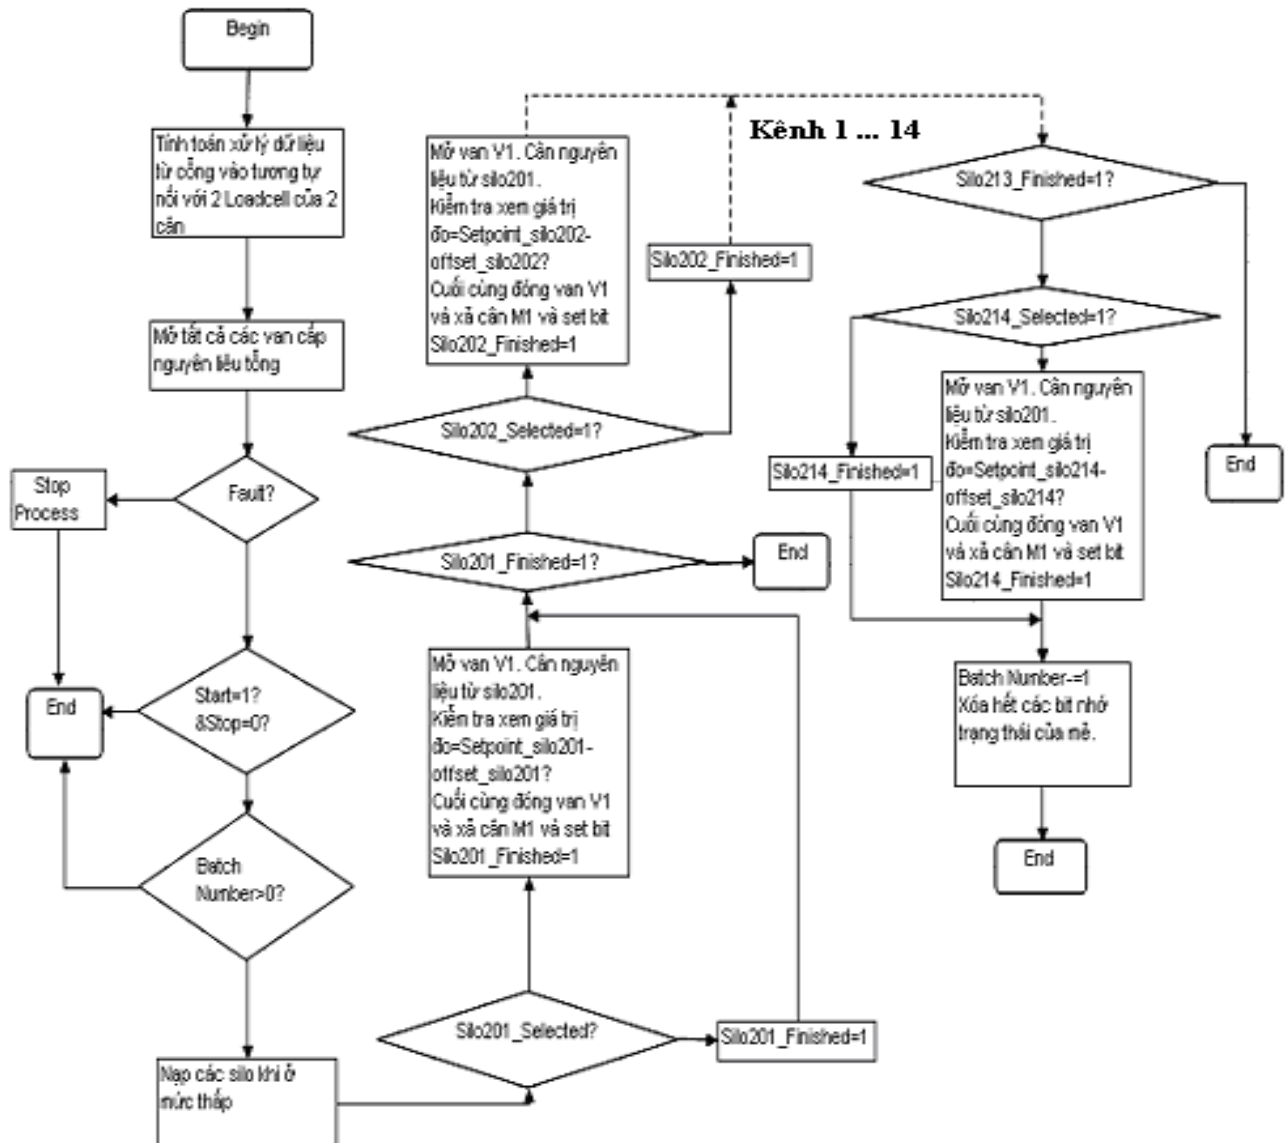 Begin
Tính toán xử lý dữ liệu
từ cổng vào tương tự
nối với 2 Loadcell của 2
cân
Mở tất cả các van cấp
nguyên liệu tổng
Fault?
Stop
Process
Start=1?
&Stop=0?
End
Batch
Number>0?
Nạp các silo khi ở
mức thấp
Silo201_Selected?
Silo201_Finished=1
Mở van V1. Cân nguyên
liệu từ silo201.
Kiểm tra xem giá trị
đo=Setpoint_silo201-
offset_silo201?
Cuối cùng đóng van V1
và xả cân M1 và set bit
Silo201_Finished=1
Silo201_Finished=1?
End
Silo202_Selected=1?
Silo202_Finished=1
Mở van V1. Cân nguyên
liệu từ silo201.
Kiểm tra xem giá trị
đo=Setpoint_silo202-
offset_silo202?
Cuối cùng đóng van V1
và xả cân M1 và set bit
Silo202_Finished=1
Kênh 1 ... 14
Silo213_Finished=1?
End
Silo214_Selected=1?
Silo214_Finished=1
Mở van V1. Cân nguyên
liệu từ silo201.
Kiểm tra xem giá trị
đo=Setpoint_silo214-
offset_silo214?
Cuối cùng đóng van V1
và xả cân M1 và set bit
Silo214_Finished=1
Batch Number-=1
Xóa hết các bit nhớ
trạng thái của mẻ.
End